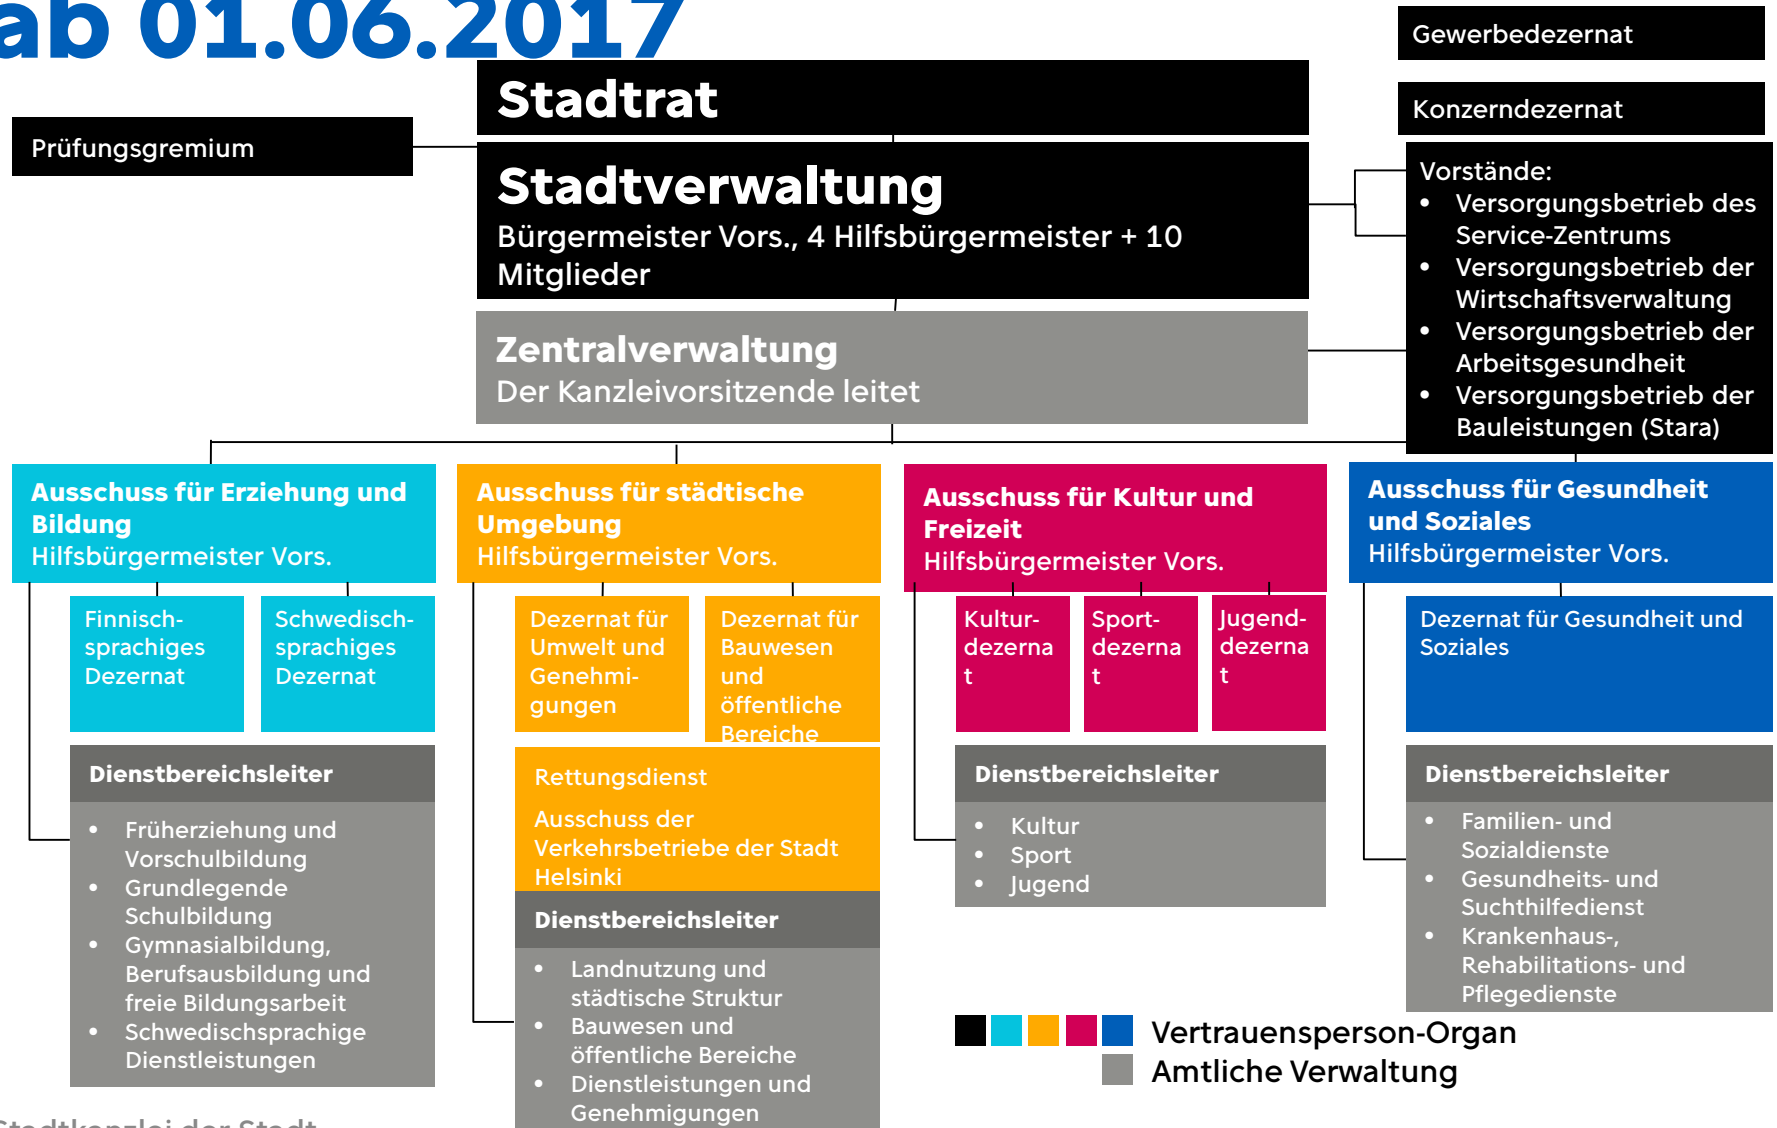 ab 01.06.2017
Gewerbedezernat
Stadtrat
Konzerndezernat
Prüfungsgremium
Stadtverwaltung
Bürgermeister Vors., 4 Hilfsbürgermeister + 10
Mitglieder
Vorstände:
• Versorgungsbetrieb des
Service-Zentrums
• Versorgungsbetrieb der
Wirtschaftsverwaltung
• Versorgungsbetrieb der
Arbeitsgesundheit
• Versorgungsbetrieb der
Bauleistungen (Stara)
Zentralverwaltung
Der Kanzleivorsitzende leitet
Ausschuss für Erziehung und
Bildung
Hilfsbürgermeister Vors.
Finnisch-
sprachiges
Dezernat
Schwedisch-
sprachiges
Dezernat
Dienstbereichsleiter
• Früherziehung und
Vorschulbildung
• Grundlegende
Schulbildung
• Gymnasialbildung,
Berufsausbildung und
freie Bildungsarbeit
• Schwedischsprachige
Dienstleistungen
Ausschuss für städtische
Umgebung
Hilfsbürgermeister Vors.
Dezernat für
Umwelt und
Genehmi-
gungen
Dezernat für
Bauwesen
und
öffentliche
Bereiche
Rettungsdienst
Ausschuss der
Verkehrsbetriebe der Stadt
Helsinki
Dienstbereichsleiter
• Landnutzung und
städtische Struktur
• Bauwesen und
öffentliche Bereiche
• Dienstleistungen und
Genehmigungen
Ausschuss für Kultur und
Freizeit
Hilfsbürgermeister Vors.
Kultur-
dezerna
t
Sport-
dezerna
t
Jugend-
dezerna
t
Dienstbereichsleiter
• Kultur
• Sport
• Jugend
Ausschuss für Gesundheit
und Soziales
Hilfsbürgermeister Vors.
Dezernat für Gesundheit und
Soziales
Dienstbereichsleiter
• Familien- und
Sozialdienste
• Gesundheits- und
Suchthilfedienst
• Krankenhaus-,
Rehabilitations- und
Pflegedienste
Vertrauensperson-Organ
Amtliche Verwaltung
Stadtkanzlei der Stadt